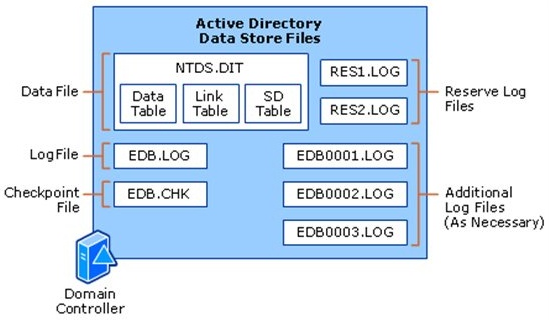 Active Directory
Data Store Files
NTDS.DIT
Data
Table
Link
Table
SD
Table
Data File
RES1.LOG
RES2.LOG
Reserve Log
Files
Log File
EDB.LOG
Checkpoint
File
EDB.CHK
EDB0001.LOG
EDB0002.LOG
EDB0003.LOG
Additional
Log Files
(As Necessary)
Domain
Controller